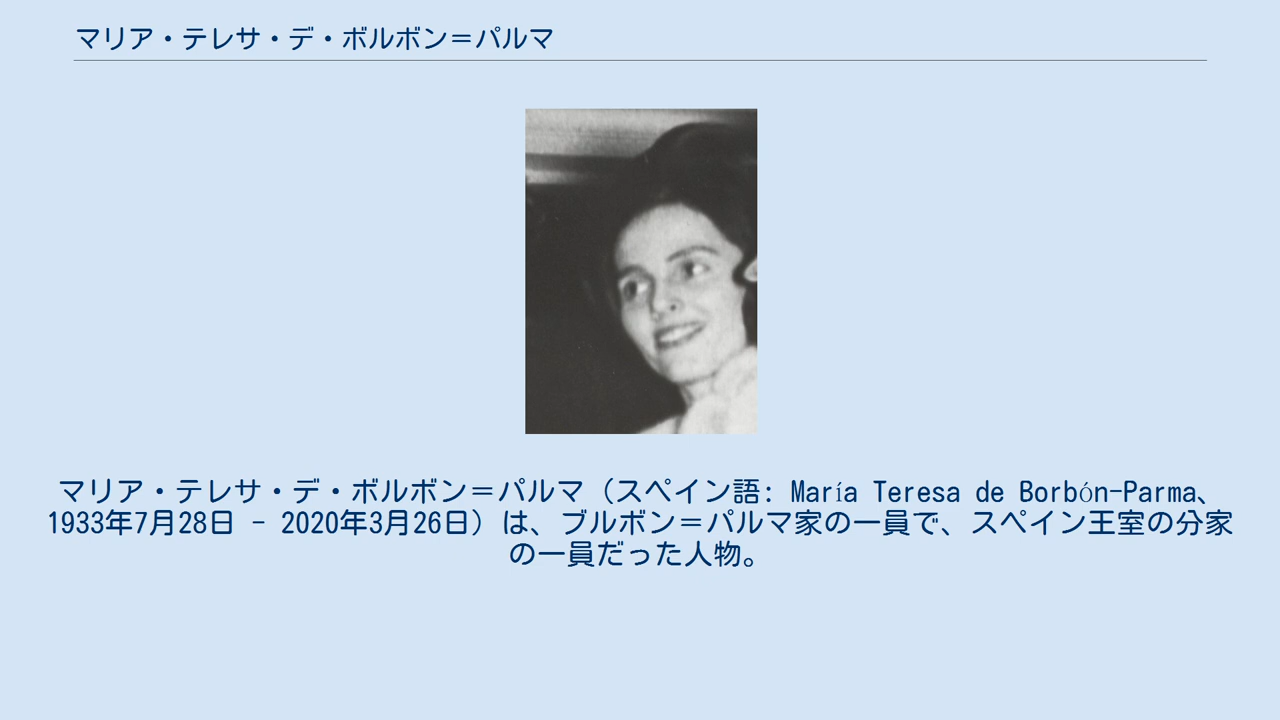 マリア・テレサ・デ・ボルボン＝パルマ
マリア・テレサ・デ・ボルボン＝パルマ（スペイン語: María Teresa de Borbón-Parma、
1933年7月28日 - 2020年3月26日）は、ブルボン＝パルマ家の一員で、スペイン王室の分家
の一員だった人物。